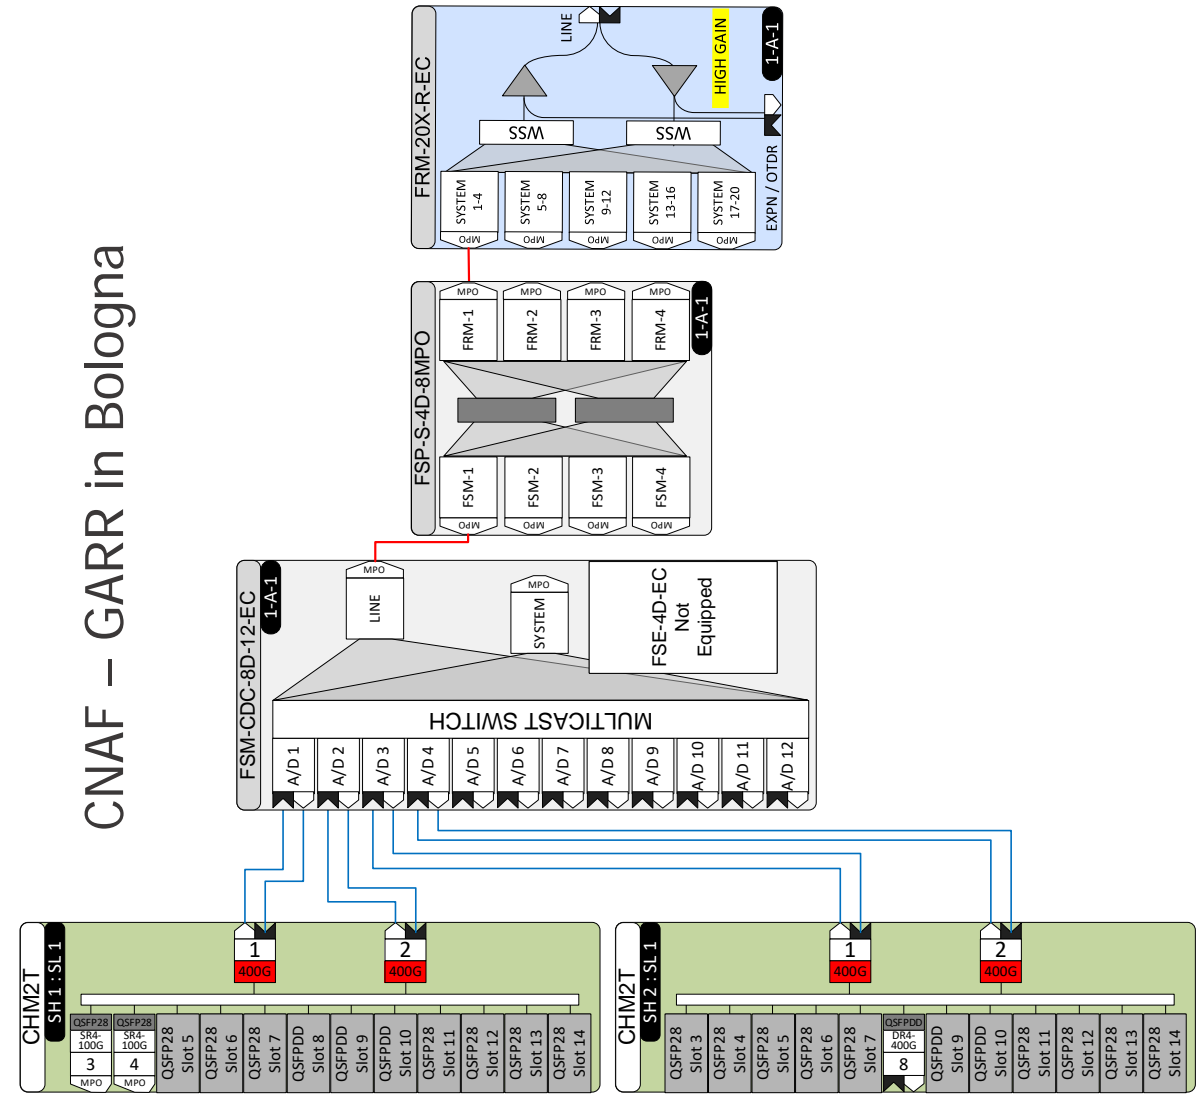 CNAF – GARR in Bologna
FRM-20X-R-EC
LINE
HIGH GAIN
1-A-1
WSS
WSS
EXPN / OTDR
SYSTEM
1-4
SYSTEM
5-8
SYSTEM
9-12
SYSTEM
13-16
SYSTEM
17-20
MPO
MPO
MPO
MPO
MPO
FSP-S-4D-8MPO
1-A-1
MPO
MPO
MPO
MPO
FRM-1
FRM-2
FRM-3
FRM-4
FSM-1
FSM-2
FSM-3
FSM-4
MPO
MPO
MPO
MPO
FSM-CDC-8D-12-EC
1-A-1
MPO
LINE
MPO
SYSTEM
FSE-4D-EC
Not
Equipped
MULTICAST SWITCH
A/D 1
A/D 2
A/D 3
A/D 4
A/D 5
A/D 6
A/D 7
A/D 8
A/D 9
A/D 10
A/D 11
A/D 12
CHM2T
SH 1 : SL 1
1
400G
2
400G
QSFP28
SR4-
100G
3
MPO
QSFP28
SR4-
100G
4
MPO
QSFP28
Slot 5
QSFP28
Slot 6
QSFP28
Slot 7
QSFPDD
Slot 8
QSFPDD
Slot 9
QSFPDD
Slot 10
QSFP28
Slot 11
QSFP28
Slot 12
QSFP28
Slot 13
QSFP28
Slot 14
CHM2T
SH 2 : SL 1
1
400G
2
400G
QSFP28
Slot 3
QSFP28
Slot 4
QSFP28
Slot 5
QSFP28
Slot 6
QSFP28
Slot 7
QSFPDD
DR4-
400G
8
QSFPDD
Slot 9
QSFPDD
Slot 10
QSFP28
Slot 11
QSFP28
Slot 12
QSFP28
Slot 13
QSFP28
Slot 14